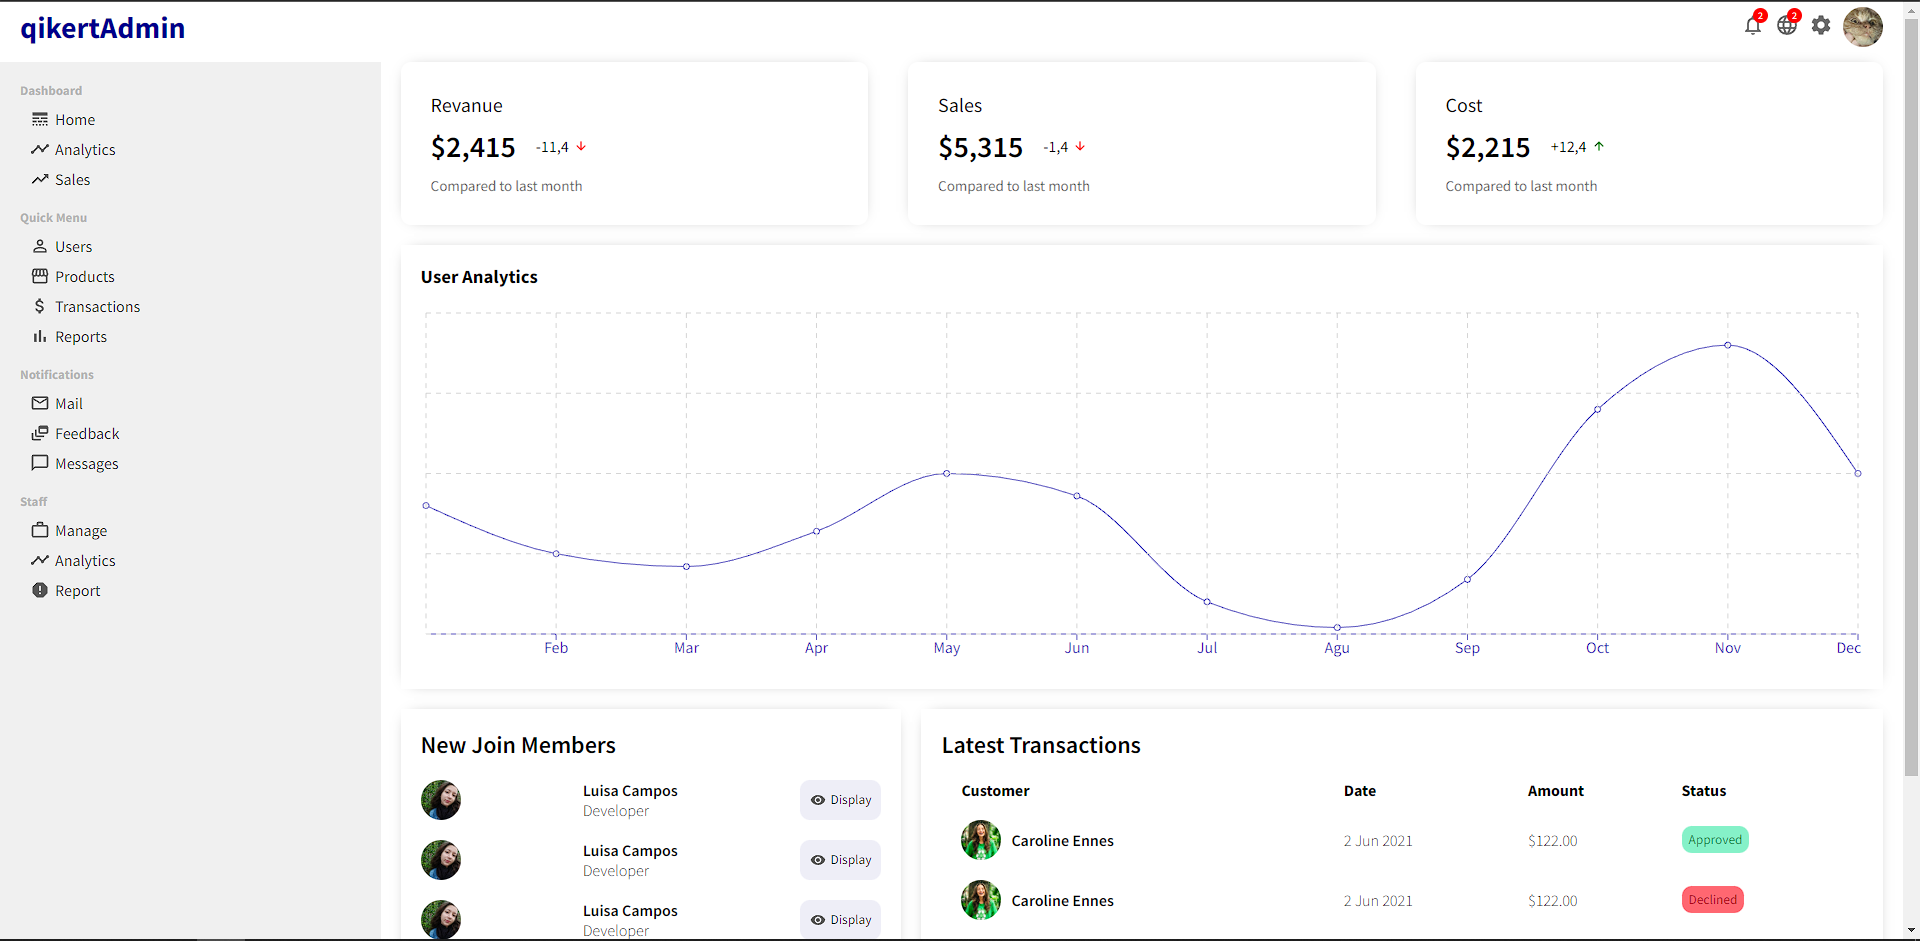 qikertAdmin
2
2
Dashboard
Home
Analytics
Sales
Quick Menu
Users
Products
Transactions
Reports
Notifications
Mail
Feedback
Messages
Staff
Manage
Analytics
Report
Revanue
$2,415 -11,4
Compared to last month
Sales
$5,315 -1,4
Compared to last month
Cost
$2,215 +12,4
Compared to last month
User Analytics
Feb Mar Apr May Jun Jul Agu Sep Oct Nov Dec
New Join Members
Luisa Campos
Developer
Display
Luisa Campos
Developer
Display
Luisa Campos
Developer
Display
Latest Transactions
Customer Date Amount Status
Caroline Ennes 2 Jun 2021 $122.00 Approved
Caroline Ennes 2 Jun 2021 $122.00 Declined